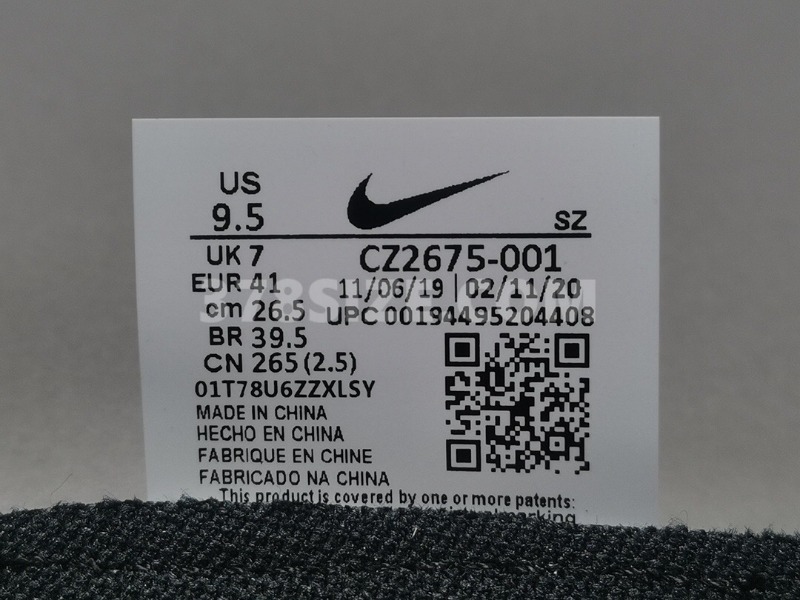 US
9.5
SZ
UK 7
CZ2675-001
EUR 41
11/06/19 | 02/11/20
cm 26.5
UPC 00194495204408
BR 39.5
CN 265 (2.5)
01T78U6ZZXLSY
MADE IN CHINA
HECHO EN CHINA
FABRIQUE EN CHINE
FABRICADO NA CHINA
This product is covered by one or more patents: